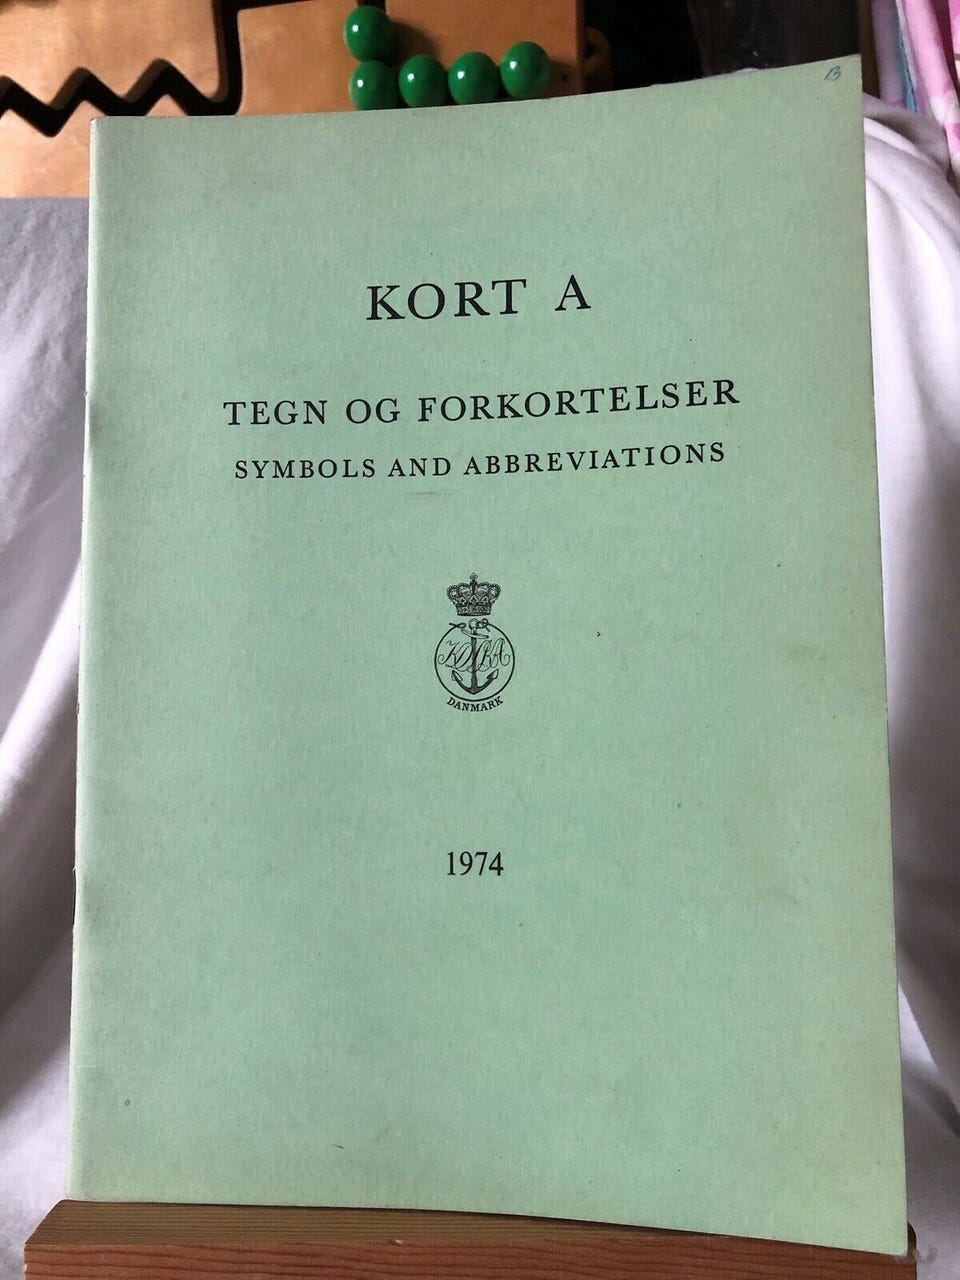 B
KORT A
TEGN OG FORKORTELSER
SYMBOLS AND ABBREVIATIONS
DANMARK
1974